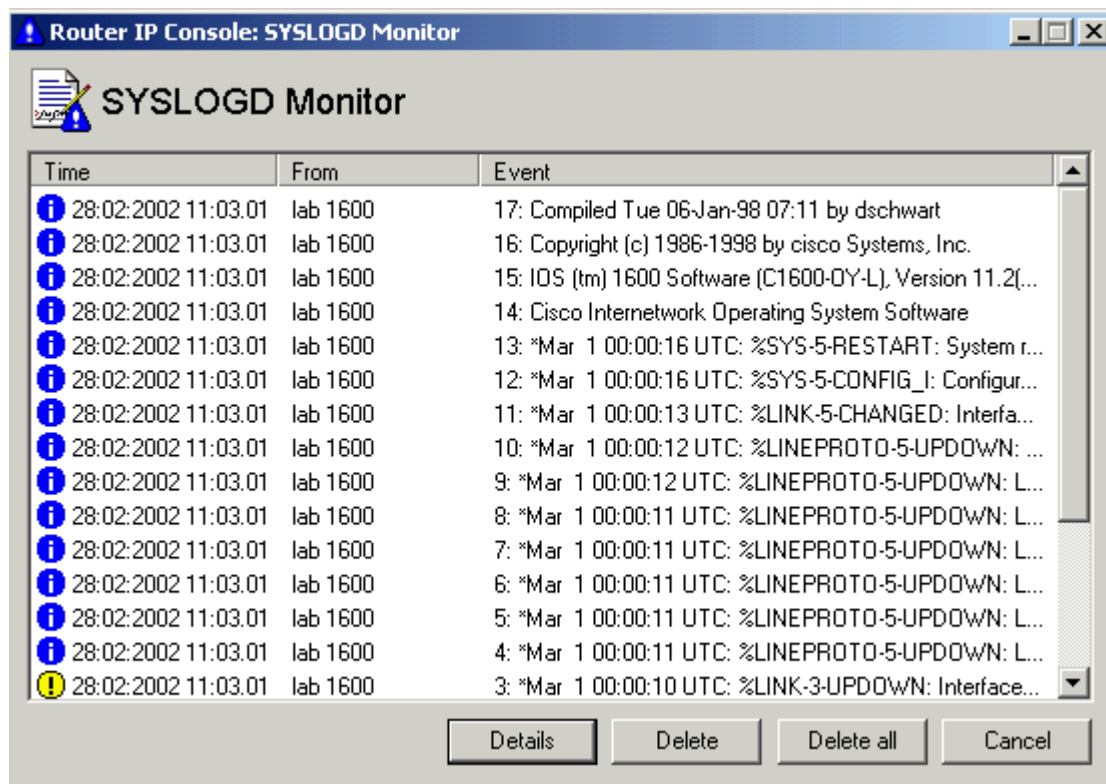 Router IP Console: SYSLOGD Monitor
SYSLOGD Monitor
Time From Event
28:02:2002 11:03.01 lab 1600 17: Compiled Tue 06-Jan-98 07:11 by dschwart
28:02:2002 11:03.01 lab 1600 16: Copyright (c) 1986-1998 by cisco Systems, Inc.
28:02:2002 11:03.01 lab 1600 15: IOS (tm) 1600 Software (C1600-OY-L), Version 11.2(...
28:02:2002 11:03.01 lab 1600 14: Cisco Internetwork Operating System Software
28:02:2002 11:03.01 lab 1600 13: *Mar 1 00:00:16 UTC: %SYS-5-RESTART: System r...
28:02:2002 11:03.01 lab 1600 12: *Mar 1 00:00:16 UTC: %SYS-5-CONFIG_I: Configur...
28:02:2002 11:03.01 lab 1600 11: *Mar 1 00:00:13 UTC: %LINK-5-CHANGED: Interfa...
28:02:2002 11:03.01 lab 1600 10: *Mar 1 00:00:12 UTC: %LINEPROTO-5-UPDOWN: ...
28:02:2002 11:03.01 lab 1600 9: *Mar 1 00:00:12 UTC: %LINEPROTO-5-UPDOWN: L...
28:02:2002 11:03.01 lab 1600 8: *Mar 1 00:00:11 UTC: %LINEPROTO-5-UPDOWN: L...
28:02:2002 11:03.01 lab 1600 7: *Mar 1 00:00:11 UTC: %LINEPROTO-5-UPDOWN: L...
28:02:2002 11:03.01 lab 1600 6: *Mar 1 00:00:11 UTC: %LINEPROTO-5-UPDOWN: L...
28:02:2002 11:03.01 lab 1600 5: *Mar 1 00:00:11 UTC: %LINEPROTO-5-UPDOWN: L...
28:02:2002 11:03.01 lab 1600 4: *Mar 1 00:00:11 UTC: %LINEPROTO-5-UPDOWN: L...
28:02:2002 11:03.01 lab 1600 3: *Mar 1 00:00:10 UTC: %LINK-3-UPDOWN: Interface...
Details Delete Delete all Cancel